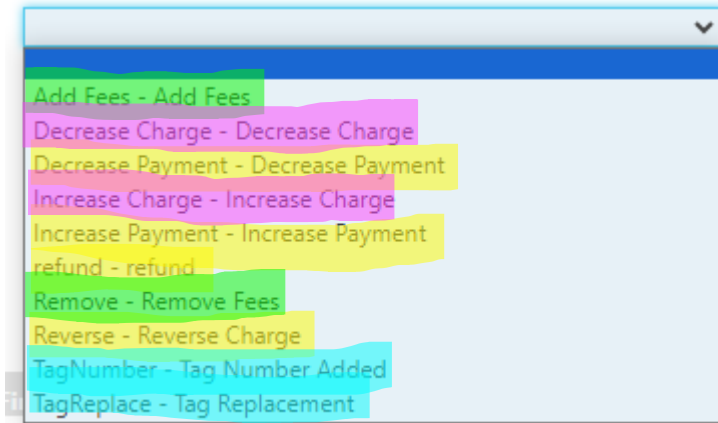 Add Fees - Add Fees
Decrease Charge - Decrease Charge
Decrease Payment - Decrease Payment
Increase Charge - Increase Charge
Increase Payment - Increase Payment
refund - refund
Remove - Remove Fees
Reverse - Reverse Charge
TagNumber - Tag Number Added
TagReplace - Tag Replacement